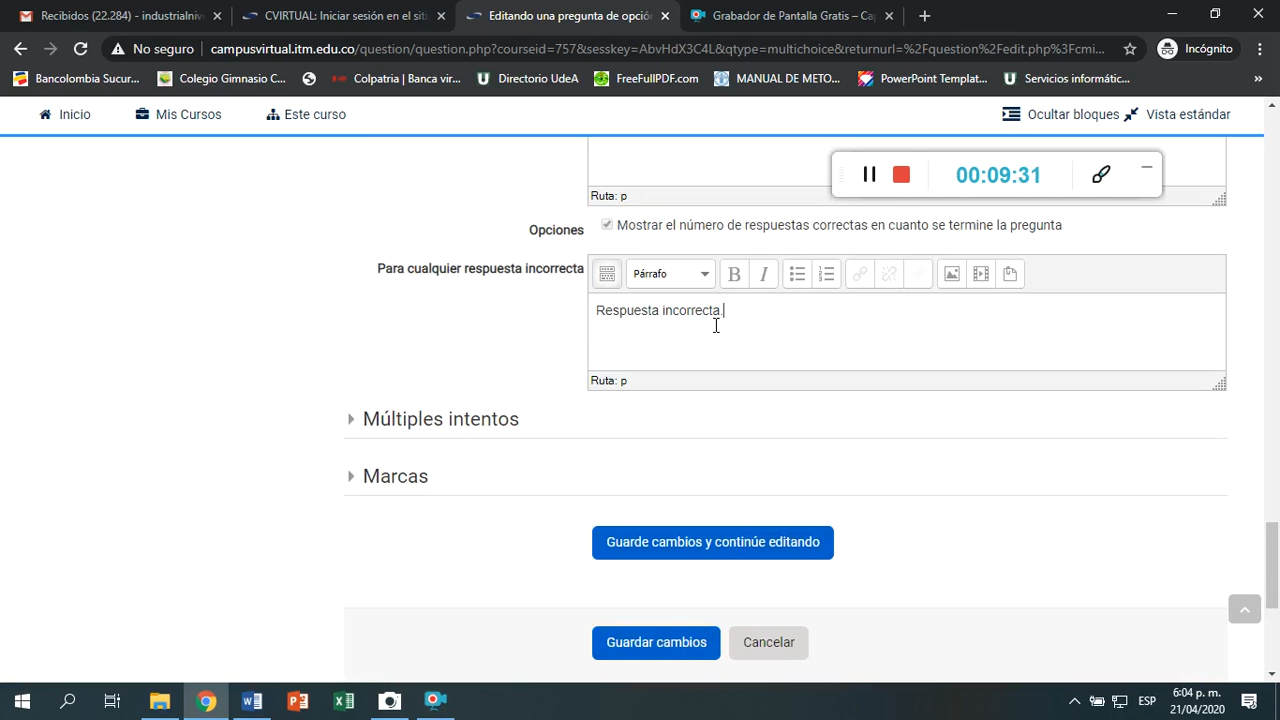 Recibidos (22.284) - industrialnive
CVIRTUAL: Iniciar sesión en el siti
Editando una pregunta de opció
Grabador de Pantalla Gratis – Ca
No seguro
campusvirtual.itm.edu.co/question/question.php?courseid=757&sesskey=AbvHdX3C4L&qtype=multichoice&returnurl=%2Fquestion%2Fedit.php%3Fcmi...
Incógnito
Bancolombia Sucur...
Colegio Gimnasio C...
Colpatria | Banca vir...
Directorio UdeA
FreeFullPDF.com
MANUAL DE METO...
PowerPoint Templat...
Servicios informátic...
»
Inicio
Mis Cursos
Este curso
Ocultar bloques
Vista estándar
00:09:31
Ruta: p
Opciones
Mostrar el número de respuestas correctas en cuanto se termine la pregunta
Para cualquier respuesta incorrecta
Párrafo
B
I
Respuesta incorrecta.
Ruta: p
Múltiples intentos
Marcas
Guarde cambios y continúe editando
Guardar cambios
Cancelar
ESP
6:04 p. m.
21/04/2020